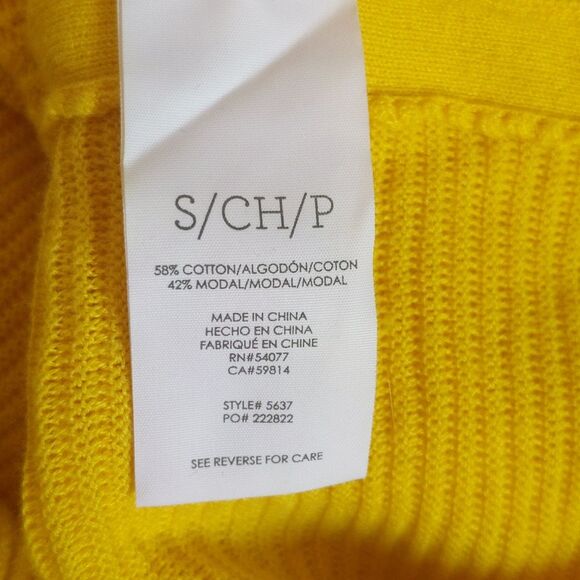 S/CH/P
58% COTTON/ALGODÓN/COTON
42% MODAL/MODAL/MODAL
MADE IN CHINA
HECHO EN CHINA
FABRIQUÉ EN CHINE
RN#54077
CA#59814
STYLE# 5637
PO# 222822
SEE REVERSE FOR CARE